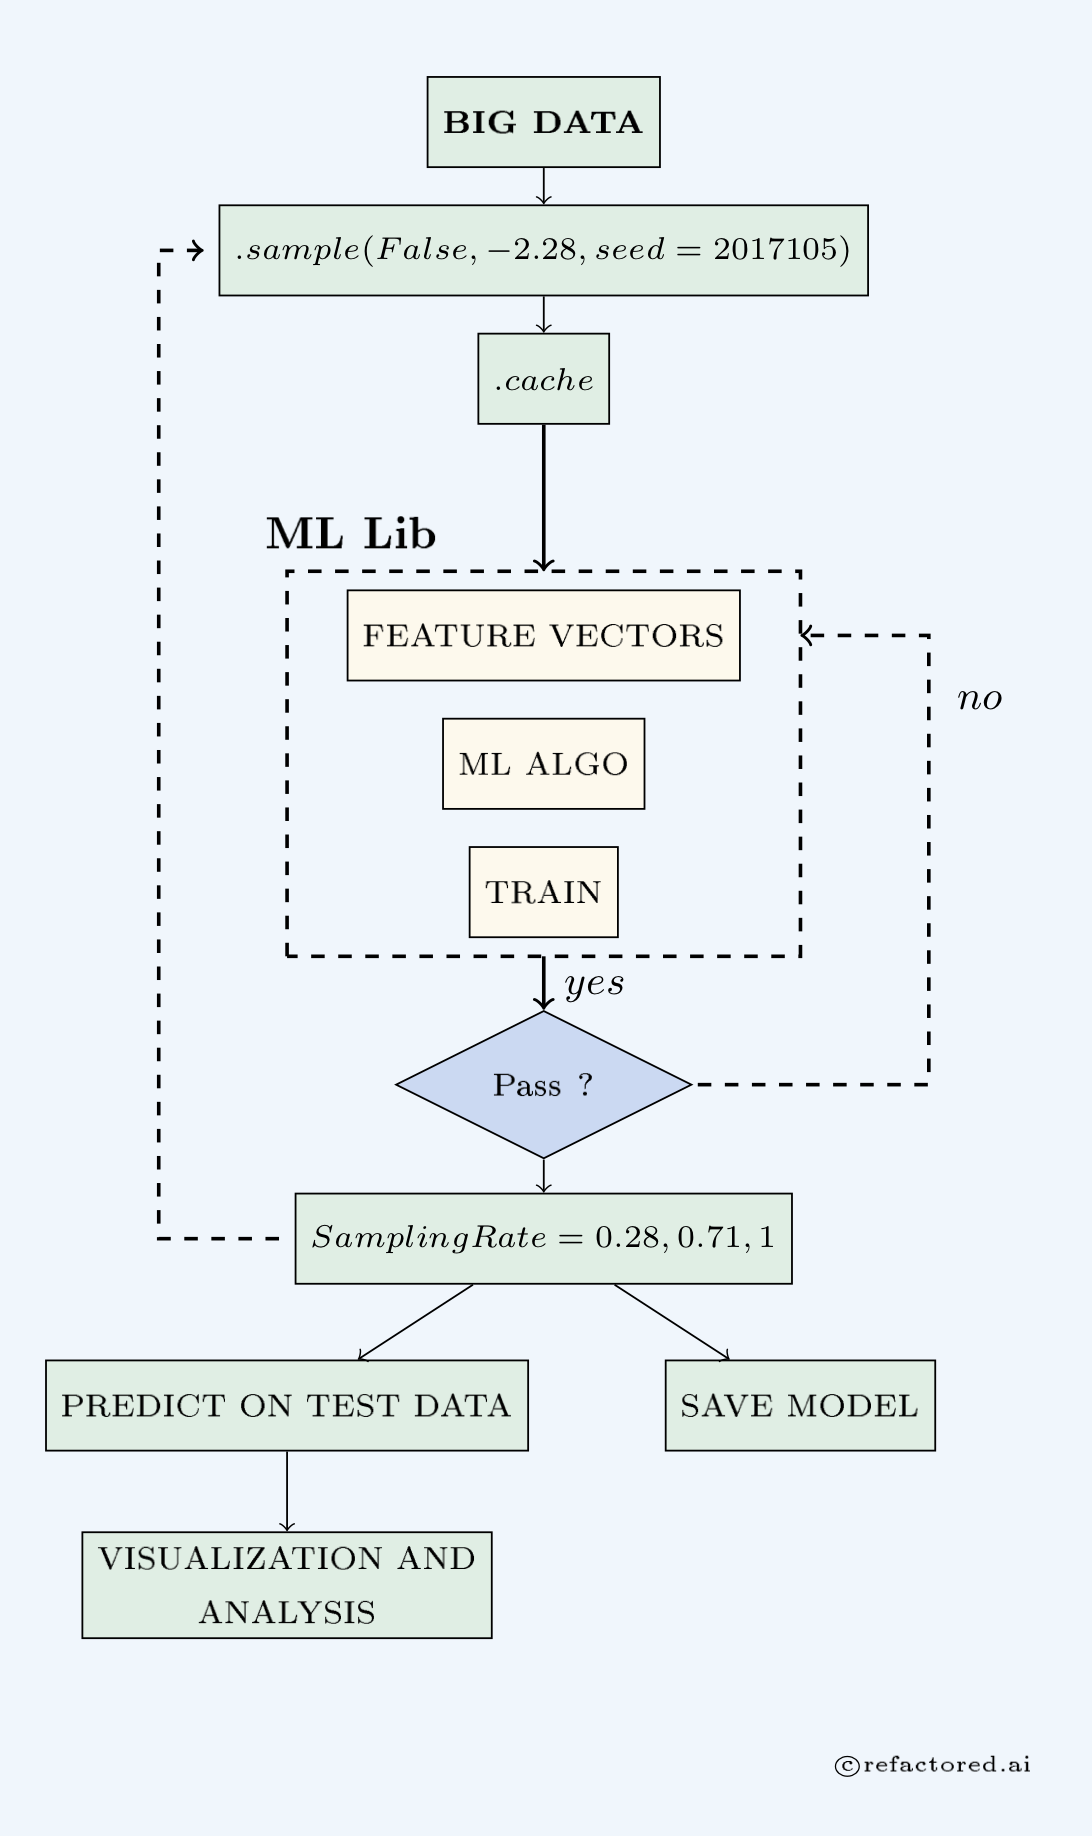 BIG DATA
.sample(False, −2.28, seed = 2017105)
.cache
ML Lib
FEATURE VECTORS
no
ML ALGO
TRAIN
yes
Pass ?
SamplingRate = 0.28, 0.71, 1
PREDICT ON TEST DATA
SAVE MODEL
VISUALIZATION AND
ANALYSIS
©refactored.ai